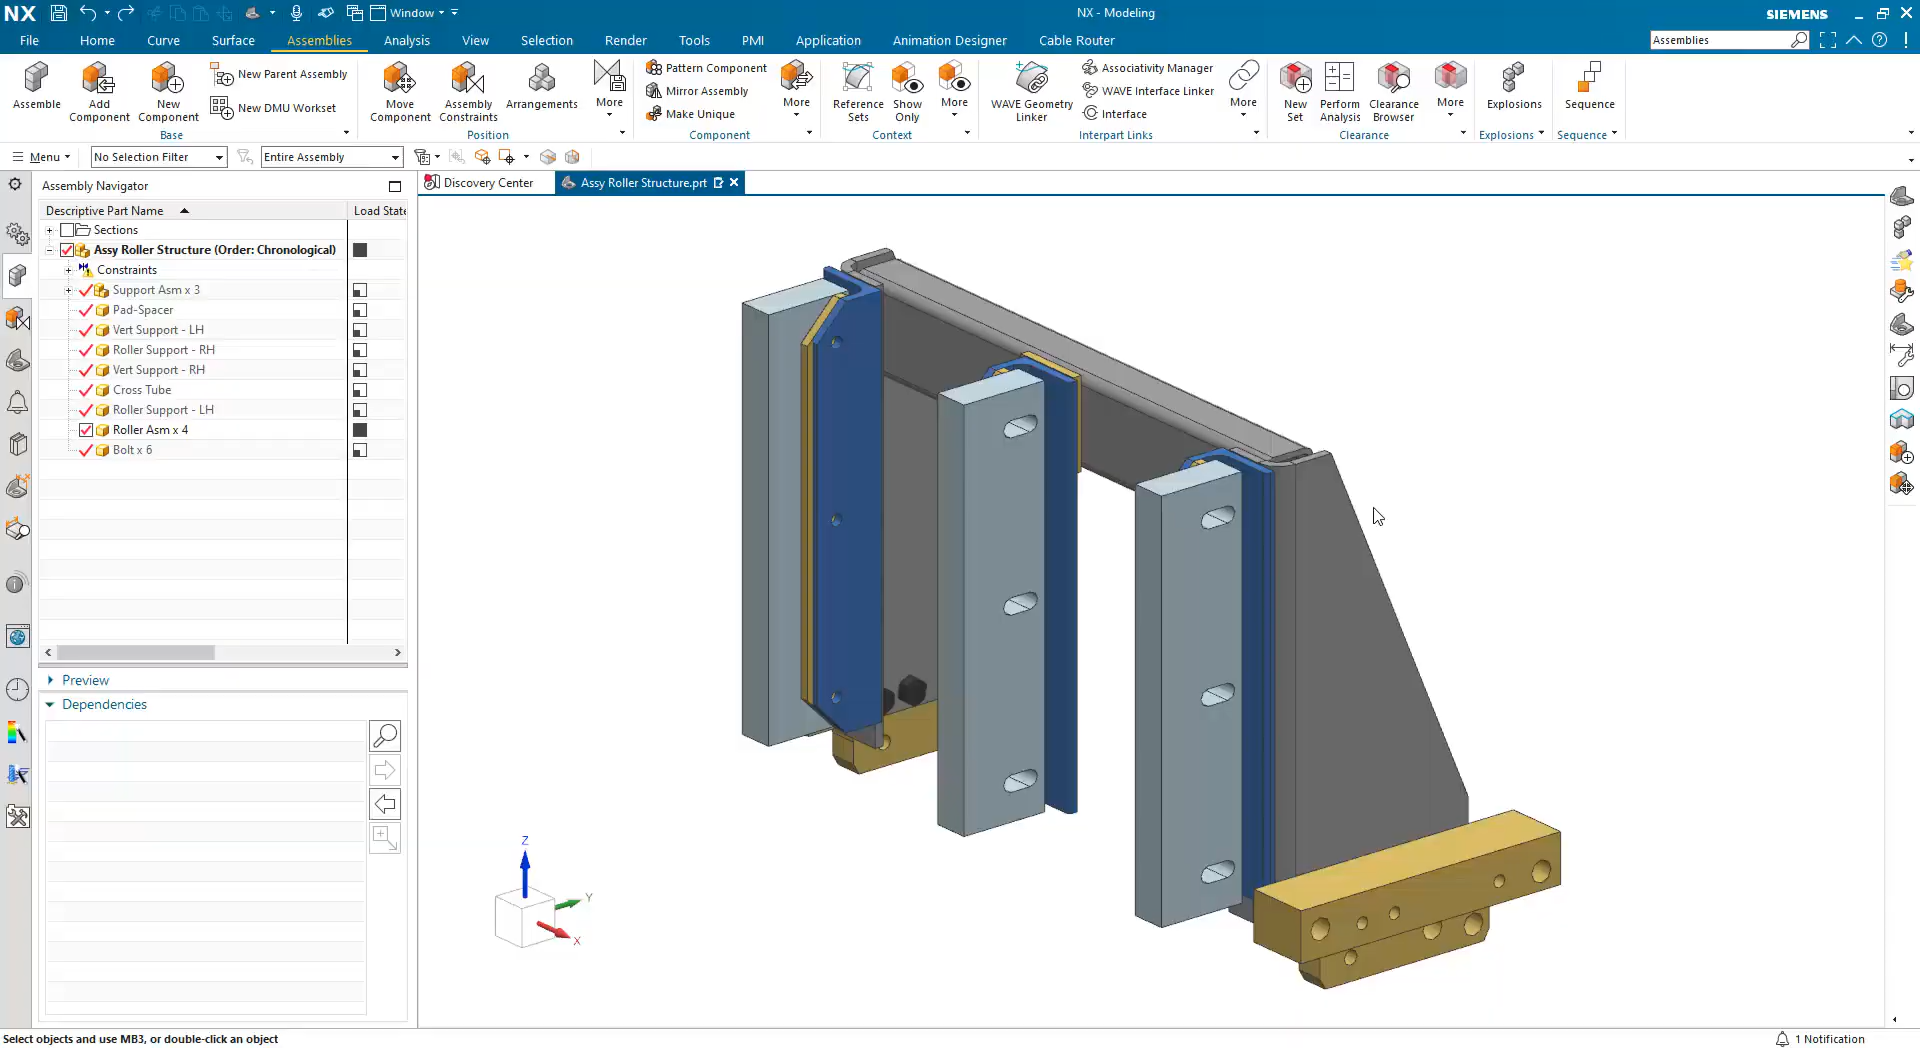 NX
Window
NX - Modeling
SIEMENS
File Home Curve Surface Assemblies Analysis View Selection Render Tools PMI Application Animation Designer Cable Router
Assemblies
Assemble
Add Component
New Component
New Parent Assembly
New DMU Workset
Base
Move Component
Assembly Constraints
Arrangements
More
Position
Pattern Component
Mirror Assembly
Make Unique
More
Component
Reference Sets
Show Only
More
Context
WAVE Geometry Linker
Associativity Manager
WAVE Interface Linker
Interface
More
Interpart Links
New Set
Perform Analysis
Clearance Browser
More
Clearance
Explosions
Explosions
Sequence
Sequence
Menu
No Selection Filter
Entire Assembly
Assembly Navigator
Discovery Center
Assy Roller Structure.prt
Descriptive Part Name
Load State
Sections
Assy Roller Structure (Order: Chronological)
Constraints
Support Asm x 3
Pad-Spacer
Vert Support - LH
Roller Support - RH
Vert Support - RH
Cross Tube
Roller Support - LH
Roller Asm x 4
Bolt x 6
Preview
Dependencies
Z
Y
X
Select objects and use MB3, or double-click an object
1 Notification